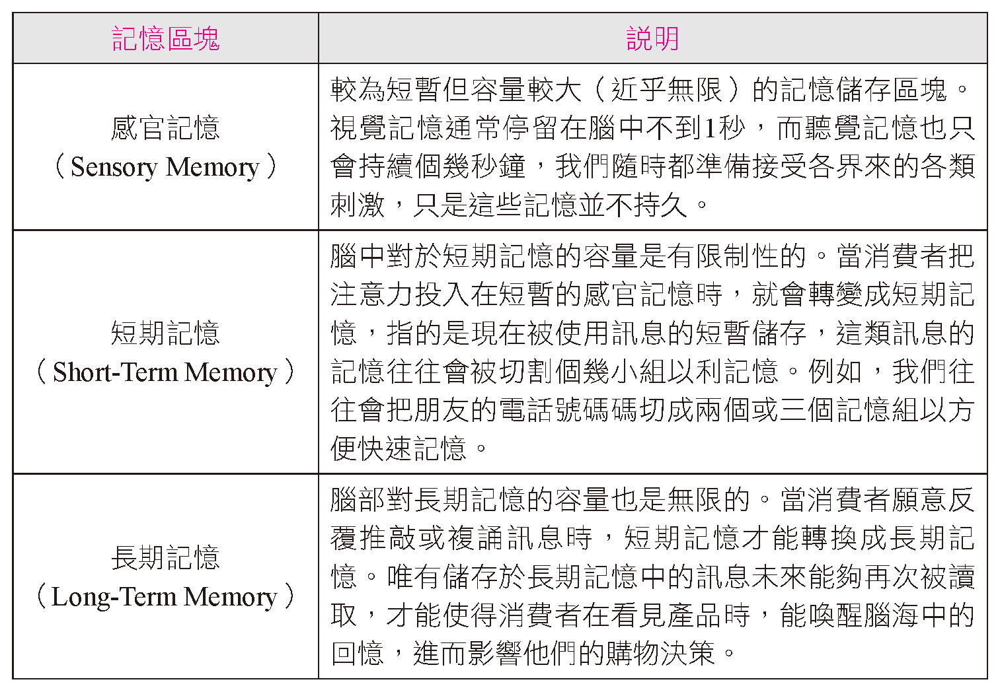 記憶區塊
說明
感官記憶
（Sensory Memory）
較為短暫但容量較大（近乎無限）的記憶儲存區塊。
視覺記憶通常停留在腦中不到1秒，而聽覺記憶也只
會持續個幾秒鐘，我們隨時都準備接受各界來的各類
刺激，只是這些記憶並不持久。
短期記憶
（Short-Term Memory）
腦中對於短期記憶的容量是有限制性的。當消費者把
注意力投入在短暫的感官記憶時，就會轉變成短期記
憶，指的是現在被使用訊息的短暫儲存，這類訊息的
記憶往往會被切割個幾小組以利記憶。例如，我們往
往會把朋友的電話號碼碼切成兩個或三個記憶組以方
便快速記憶。
長期記憶
（Long-Term Memory）
腦部對長期記憶的容量也是無限的。當消費者願意反
覆推敲或複誦訊息時，短期記憶才能轉換成長期記
憶。唯有儲存於長期記憶中的訊息未來能夠再次被讀
取，才能使得消費者在看見產品時，能喚醒腦海中的
回憶，進而影響他們的購物決策。